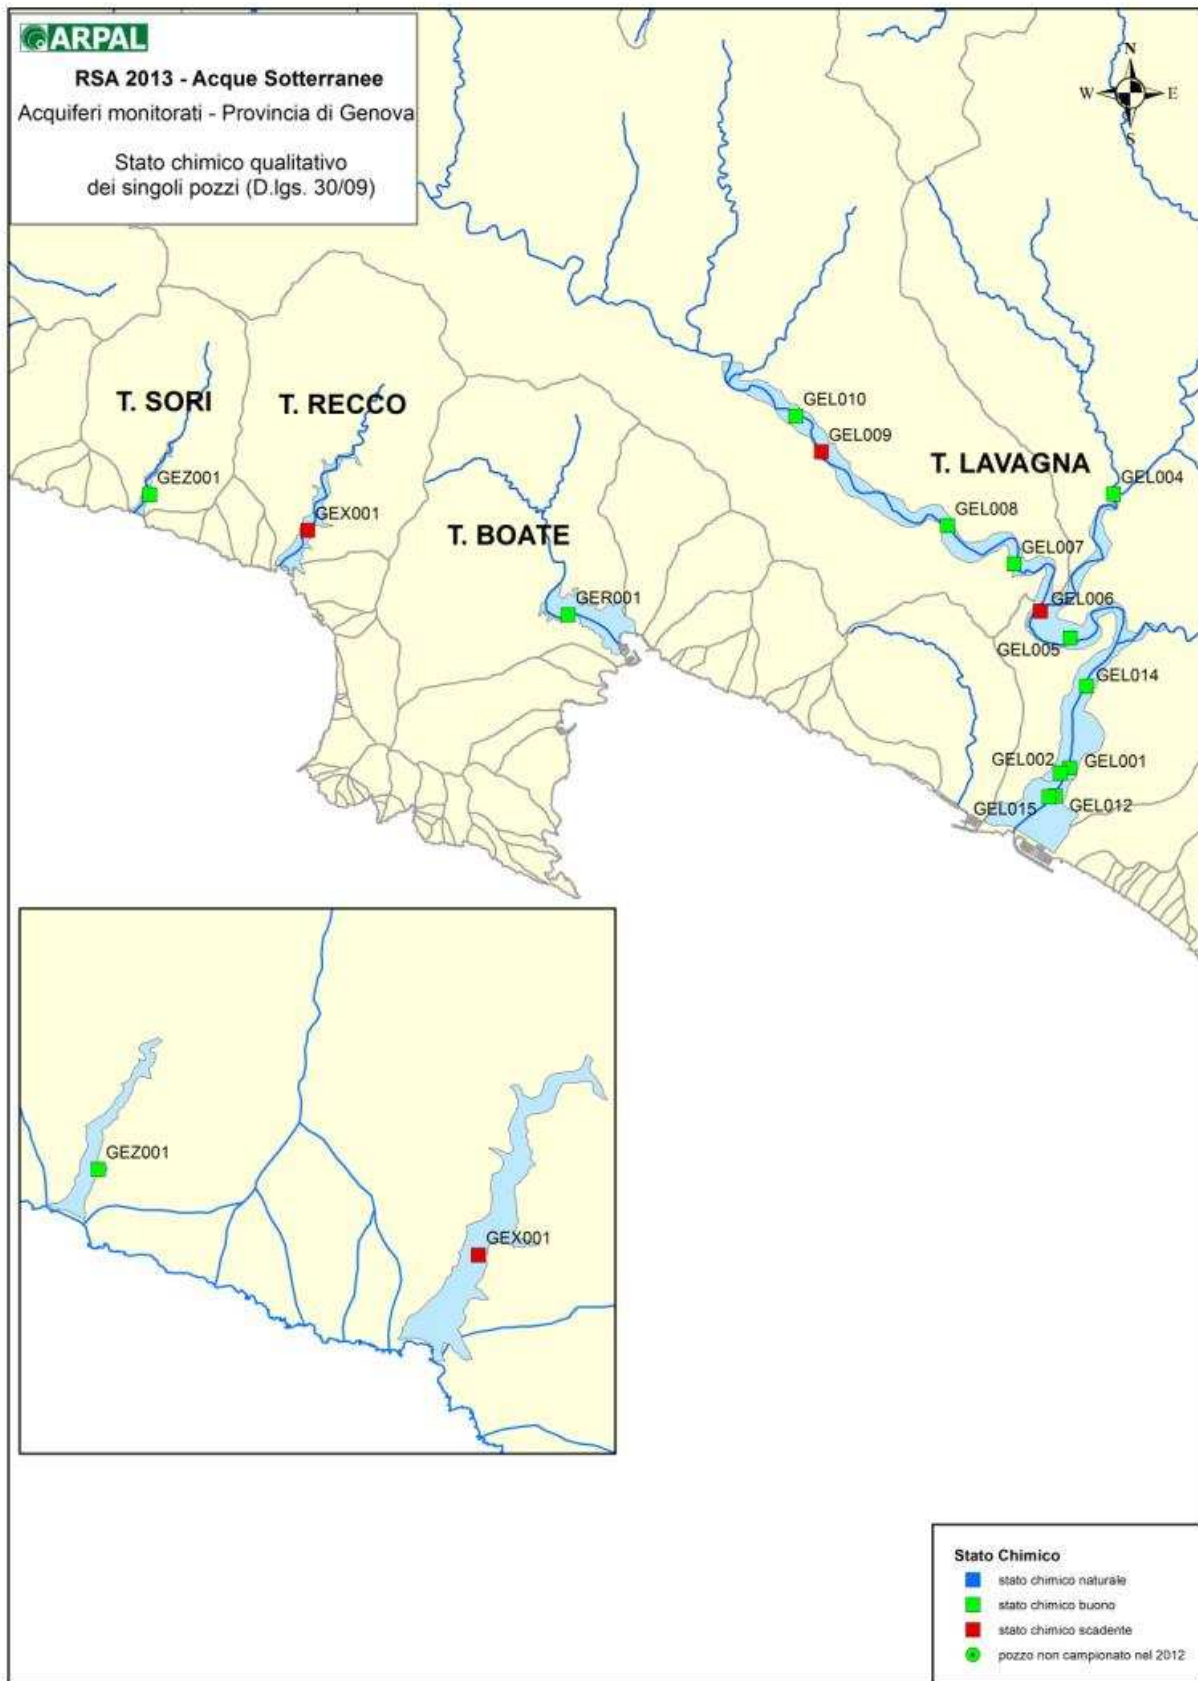 ARPAL
RSA 2013 - Acque Sotterranee
Acquiferi monitorati - Provincia di Genova
Stato chimico qualitativo
dei singoli pozzi (D.lgs. 30/09)
N
W E
S
T. SORI
T. RECCO
GEL010
GEL009
T. LAVAGNA
GEL004
GEZ001
GEX001
T. BOATE
GEL008
GEL007
GER001
GEL006
GEL005
GEL014
GEL002
GEL001
GEL015
GEL012
GEZ001
GEX001
Stato Chimico
stato chimico naturale
stato chimico buono
stato chimico scadente
pozzo non campionato nel 2012